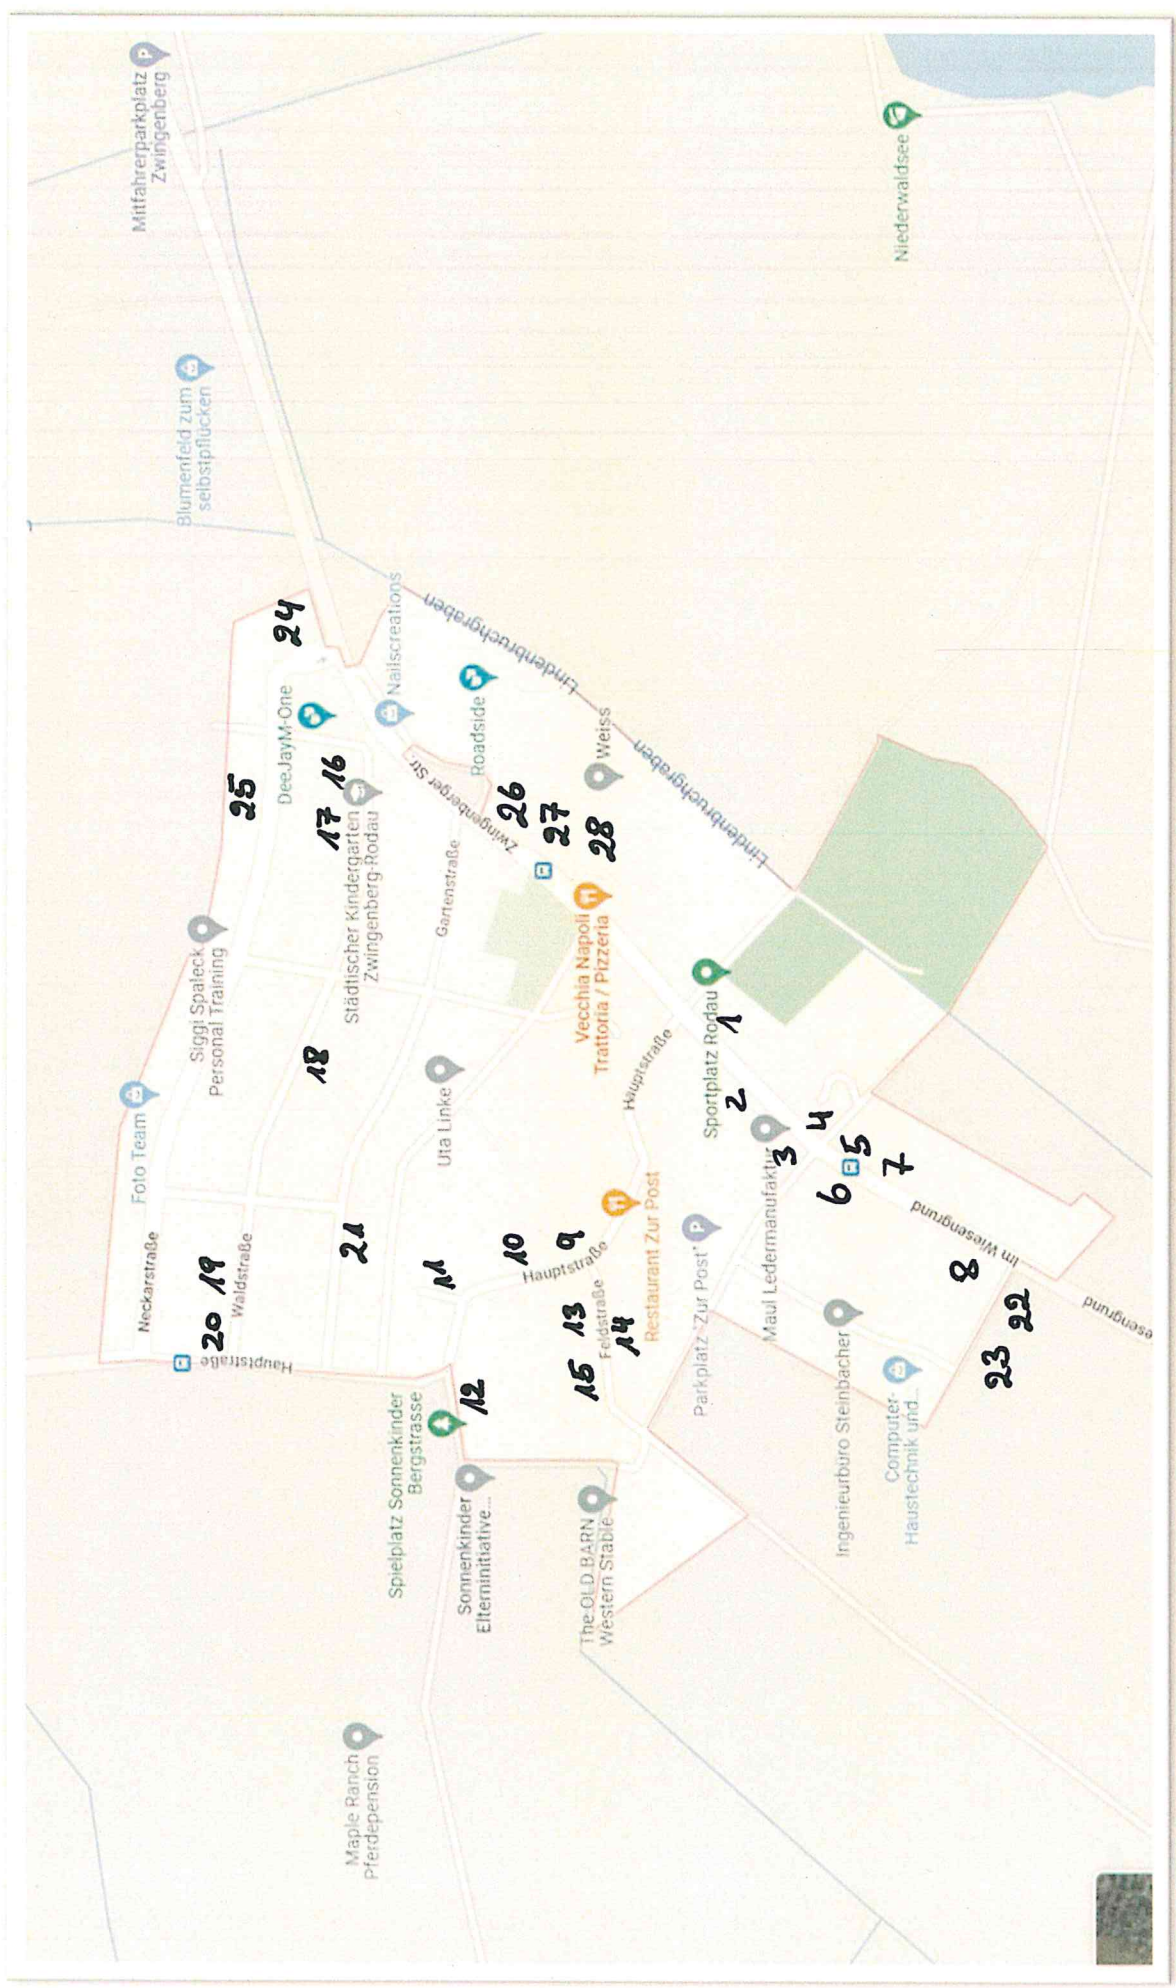 Mitfahrerparkplatz
Zwingenberg
Blumenfeld zum
selbstpflücken
Niederwaldsee
24
Nailscreations
Lindenbruchgraben
DeeJayM-One
25
16
17
Städtischer Kindergarten
Zwingenberg-Rodau
Zwingenberger Str.
Roadside
26
27
28
Weiss
Lindenbruchgraben
Gartenstraße
Siggi Spaleck
Personal Training
Vecchia Napoli
Trattoria / Pizzeria
Foto Team
18
Uta Linke
Hauptstraße
Sportplatz Rodau
1
2
3
4
5
6
7
Maul Ledermanufaktur
Neckarstraße
19
20
Waldstraße
Hauptstraße
21
11
10
9
Hauptstraße
13
Feldstraße
14
15
Restaurant Zur Post
Parkplatz "Zur Post"
Im Wiesengrund
8
22
23
esengrund
12
Spielplatz Sonnenkinder
Bergstrasse
Sonnenkinder
Elterninitiative...
The OLD BARN
Western Stable
Ingenieurbüro Steinbacher
Computer-
Haustechnik und...
Maple Ranch
Pferdepension